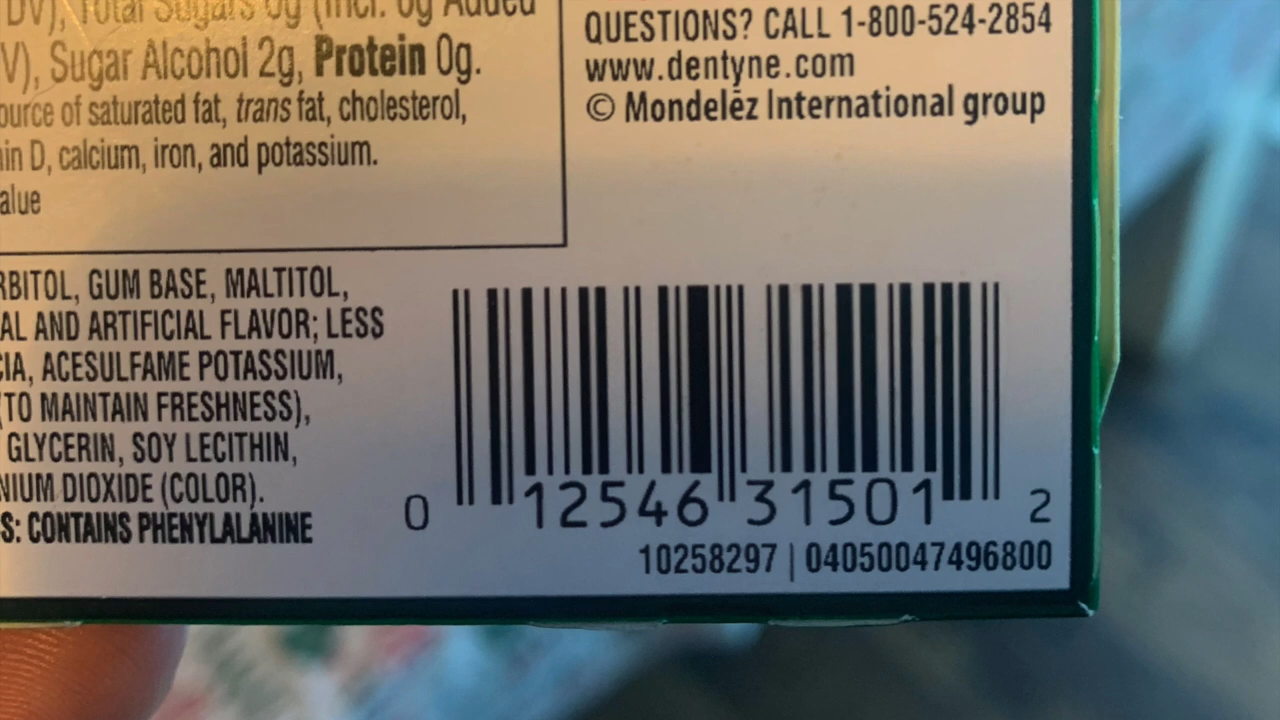 DV), Total Sugars 0g (Incl. 0g Added
V), Sugar Alcohol 2g, Protein 0g.
ource of saturated fat, trans fat, cholesterol,
in D, calcium, iron, and potassium.
alue
QUESTIONS? CALL 1-800-524-2854
www.dentyne.com
© Mondelēz International group
RBITOL, GUM BASE, MALTITOL,
AL AND ARTIFICIAL FLAVOR; LESS
CIA, ACESULFAME POTASSIUM,
(TO MAINTAIN FRESHNESS),
GLYCERIN, SOY LECITHIN,
NIUM DIOXIDE (COLOR).
S: CONTAINS PHENYLALANINE
0 12546 31501 2
10258297 | 04050047496800